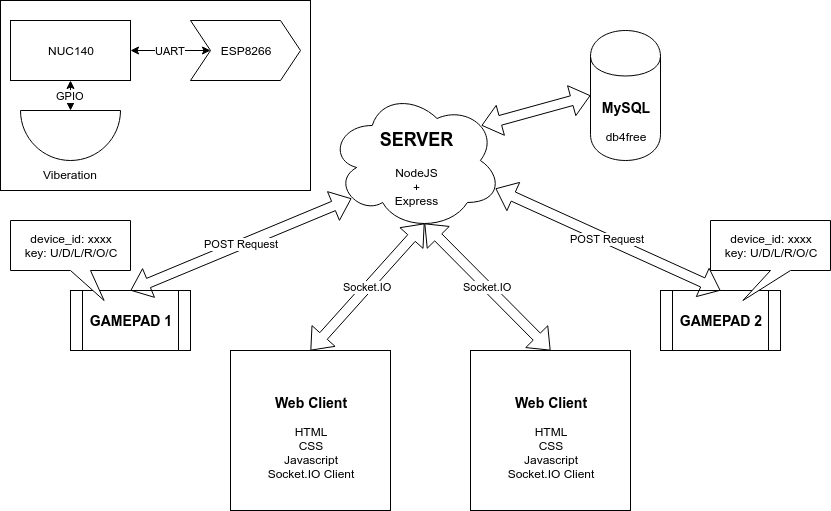 NUC140
UART
ESP8266
GPIO
Viberation
MySQL
db4free
SERVER
NodeJS
+
Express
POST Request
POST Request
device_id: xxxx
key: U/D/L/R/O/C
device_id: xxxx
key: U/D/L/R/O/C
GAMEPAD 1
GAMEPAD 2
Socket.IO
Socket.IO
Web Client
HTML
CSS
Javascript
Socket.IO Client
Web Client
HTML
CSS
Javascript
Socket.IO Client